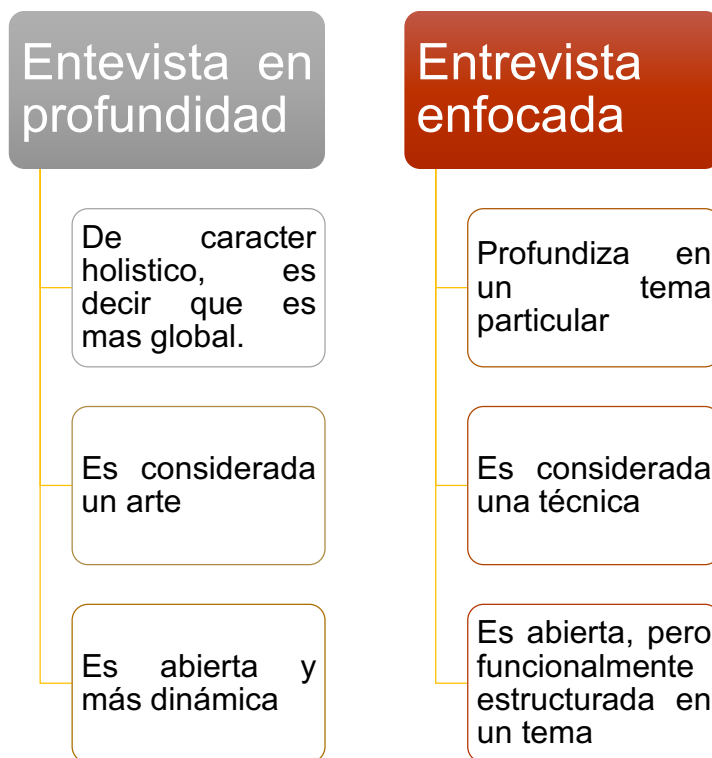 Entevista en
profundidad
De caracter
holistico, es
decir que es
mas global.
Es considerada
un arte
Es abierta y
más dinámica
Entrevista
enfocada
Profundiza en
un tema
particular
Es considerada
una técnica
Es abierta, pero
funcionalmente
estructurada en
un tema